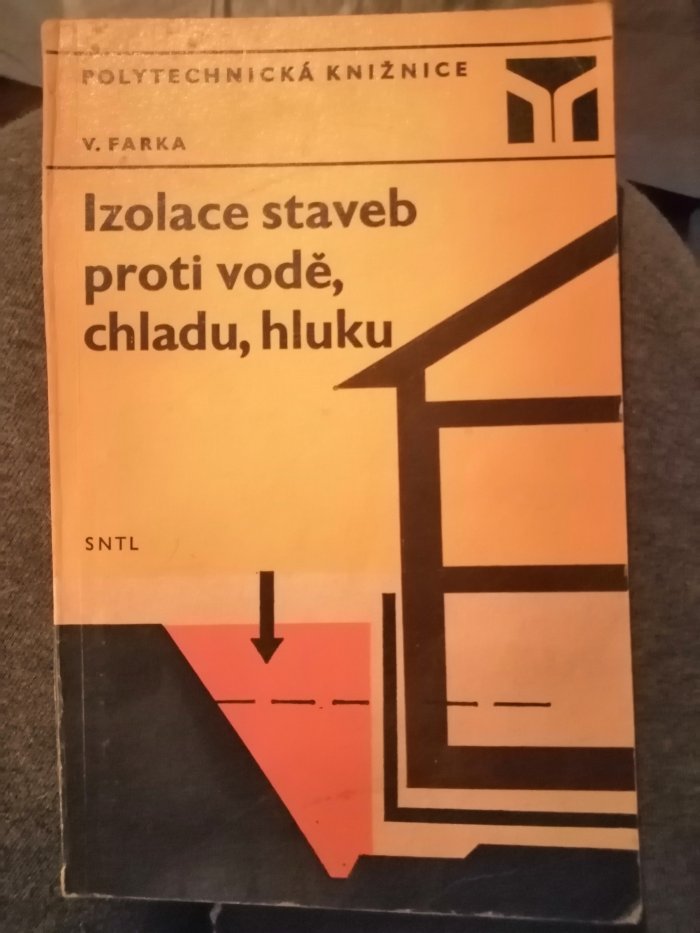 POLYTECHNICKÁ KNIŽNICE
V. FARKA
Izolace staveb
proti vodě,
chladu, hluku
SNTL